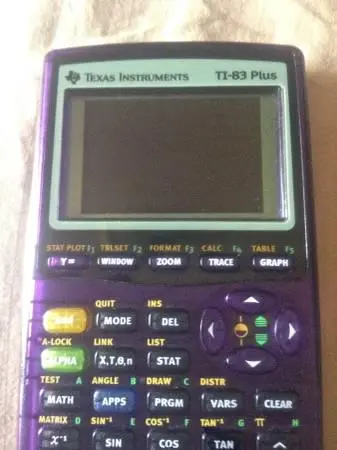 TEXAS INSTRUMENTS TI-83 Plus
STAT PLOT F1 TBLSET F2 FORMAT F3 CALC F4 TABLE F5
Y= WINDOW ZOOM TRACE GRAPH
QUIT INS
2nd MODE DEL
A-LOCK LINK LIST
ALPHA X,T,θ,n STAT
TEST A ANGLE B DRAW C DISTR
MATH APPS PRGM VARS CLEAR
MATRIX D SIN⁻¹ E COS⁻¹ F TAN⁻¹ G π H
x⁻¹ SIN COS TAN ^